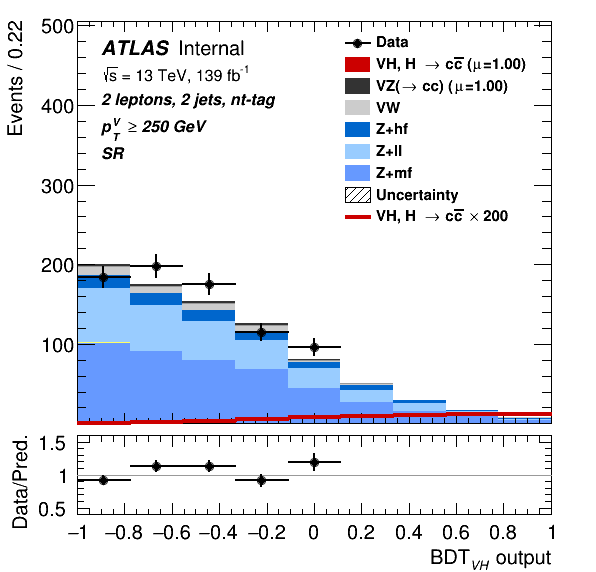 Events / 0.22
500
400
300
200
100
ATLAS Internal
√s = 13 TeV, 139 fb⁻¹
2 leptons, 2 jets, nt-tag
p_T^V ≥ 250 GeV
SR
Data
VH, H → cc̅ (μ=1.00)
VZ(→ cc) (μ=1.00)
VW
Z+hf
Z+ll
Z+mf
Uncertainty
VH, H → cc̅ × 200
Data/Pred.
1.5
1
0.5
−1 −0.8 −0.6 −0.4 −0.2 0 0.2 0.4 0.6 0.8 1
BDT_VH output